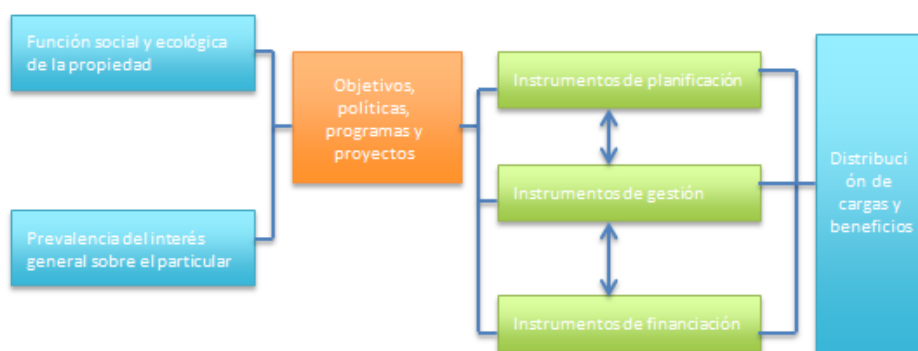 Función social y ecológica
de la propiedad
Prevalencia del interés
general sobre el particular
Objetivos,
políticas,
programas y
proyectos
Instrumentos de planificación
Instrumentos de gestión
Instrumentos de financiación
Distribuci
ón de
cargas y
beneficios